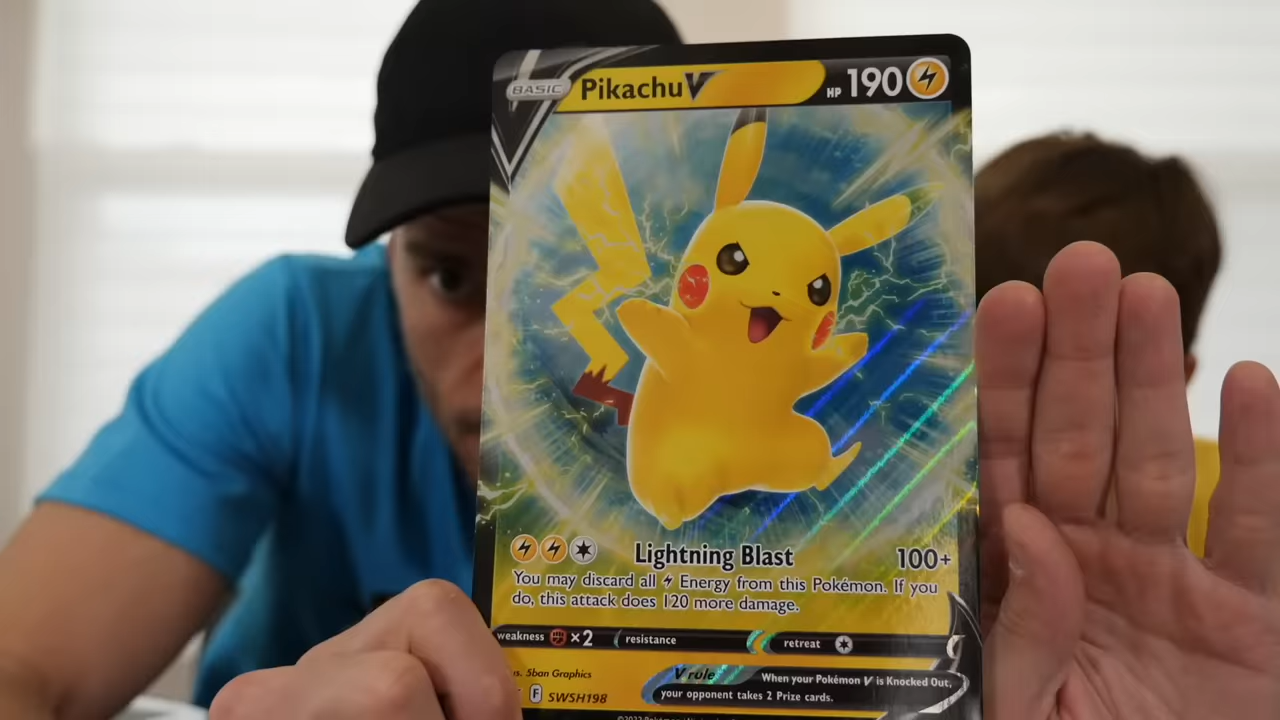 BASIC Pikachu V HP 190
Lightning Blast 100+
You may discard all Energy from this Pokémon. If you
do, this attack does 120 more damage.
weakness ×2 resistance retreat
us. 5ban Graphics
F SWSH198
V rule When your Pokémon V is Knocked Out,
your opponent takes 2 Prize cards.